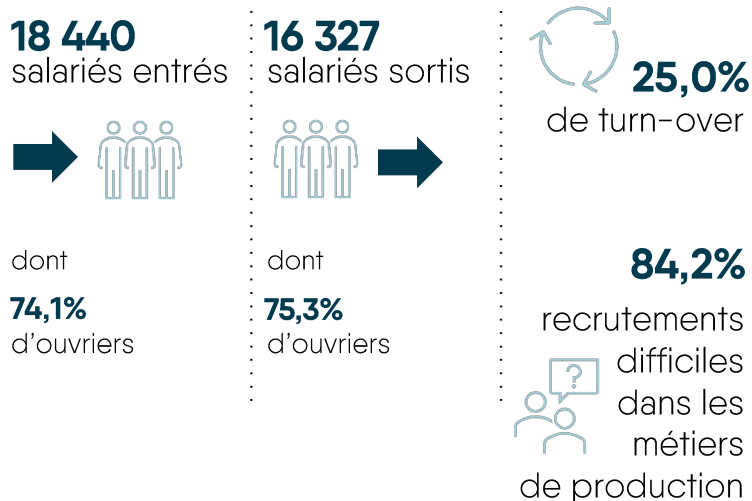 18 440
salariés entrés
dont
74,1%
d'ouvriers
16 327
salariés sortis
dont
75,3%
d'ouvriers
25,0%
de turn-over
84,2%
recrutements
difficiles
?
dans les
métiers
de production